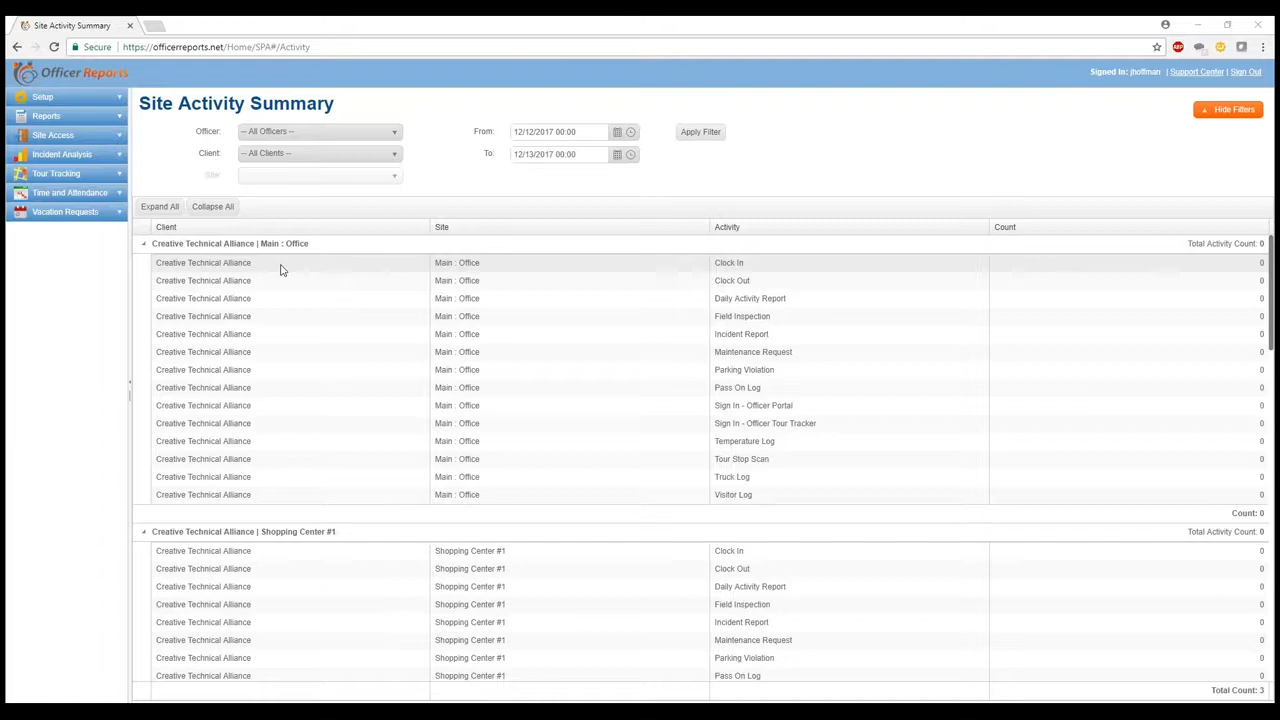 Site Activity Summary
Secure https://officerreports.net/Home/SPA#/Activity
ABP
Officer Reports
Signed In: jhoffman | Support Center | Sign Out
Setup
Reports
Site Access
Incident Analysis
Tour Tracking
Time and Attendance
Vacation Requests
Site Activity Summary
Hide Filters
Officer: -- All Officers -- From: 12/12/2017 00:00 Apply Filter
Client: -- All Clients -- To: 12/13/2017 00:00
Site:
Expand All Collapse All
Client Site Activity Count
Creative Technical Alliance | Main : Office Total Activity Count: 0
Creative Technical Alliance Main : Office Clock In 0
Creative Technical Alliance Main : Office Clock Out 0
Creative Technical Alliance Main : Office Daily Activity Report 0
Creative Technical Alliance Main : Office Field Inspection 0
Creative Technical Alliance Main : Office Incident Report 0
Creative Technical Alliance Main : Office Maintenance Request 0
Creative Technical Alliance Main : Office Parking Violation 0
Creative Technical Alliance Main : Office Pass On Log 0
Creative Technical Alliance Main : Office Sign In - Officer Portal 0
Creative Technical Alliance Main : Office Sign In - Officer Tour Tracker 0
Creative Technical Alliance Main : Office Temperature Log 0
Creative Technical Alliance Main : Office Tour Stop Scan 0
Creative Technical Alliance Main : Office Truck Log 0
Creative Technical Alliance Main : Office Visitor Log 0
Count: 0
Creative Technical Alliance | Shopping Center #1 Total Activity Count: 0
Creative Technical Alliance Shopping Center #1 Clock In 0
Creative Technical Alliance Shopping Center #1 Clock Out 0
Creative Technical Alliance Shopping Center #1 Daily Activity Report 0
Creative Technical Alliance Shopping Center #1 Field Inspection 0
Creative Technical Alliance Shopping Center #1 Incident Report 0
Creative Technical Alliance Shopping Center #1 Maintenance Request 0
Creative Technical Alliance Shopping Center #1 Parking Violation 0
Creative Technical Alliance Shopping Center #1 Pass On Log 0
Total Count: 3